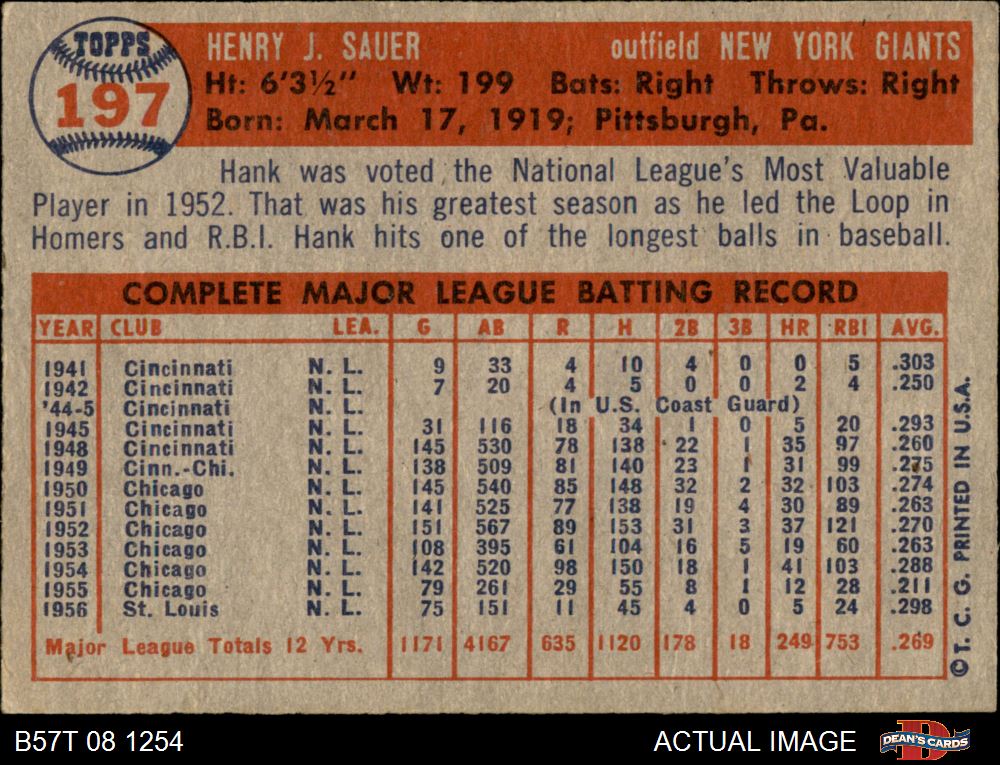 TOPPS
197
HENRY J. SAUER outfield NEW YORK GIANTS
Ht: 6'3½" Wt: 199 Bats: Right Throws: Right
Born: March 17, 1919; Pittsburgh, Pa.
Hank was voted the National League's Most Valuable
Player in 1952. That was his greatest season as he led the Loop in
Homers and R.B.I. Hank hits one of the longest balls in baseball.
COMPLETE MAJOR LEAGUE BATTING RECORD
YEAR CLUB LEA. G AB R H 2B 3B HR RBI AVG.
1941 Cincinnati N. L. 9 33 4 10 4 0 0 5 .303
1942 Cincinnati N. L. 7 20 4 5 0 0 2 4 .250
'44-5 Cincinnati N. L. (In U.S. Coast Guard)
1945 Cincinnati N. L. 31 116 18 34 1 0 5 20 .293
1948 Cincinnati N. L. 145 530 78 138 22 1 35 97 .260
1949 Cinn.-Chi. N. L. 138 509 81 140 23 1 31 99 .275
1950 Chicago N. L. 145 540 85 148 32 2 32 103 .274
1951 Chicago N. L. 141 525 77 138 19 4 30 89 .263
1952 Chicago N. L. 151 567 89 153 31 3 37 121 .270
1953 Chicago N. L. 108 395 61 104 16 5 19 60 .263
1954 Chicago N. L. 142 520 98 150 18 1 41 103 .288
1955 Chicago N. L. 79 261 29 55 8 1 12 28 .211
1956 St. Louis N. L. 75 151 11 45 4 0 5 24 .298
Major League Totals 12 Yrs. 1171 4167 635 1120 178 18 249 753 .269
©T. C. G. PRINTED IN U.S.A.
B57T 08 1254 ACTUAL IMAGE DEAN'S CARDS